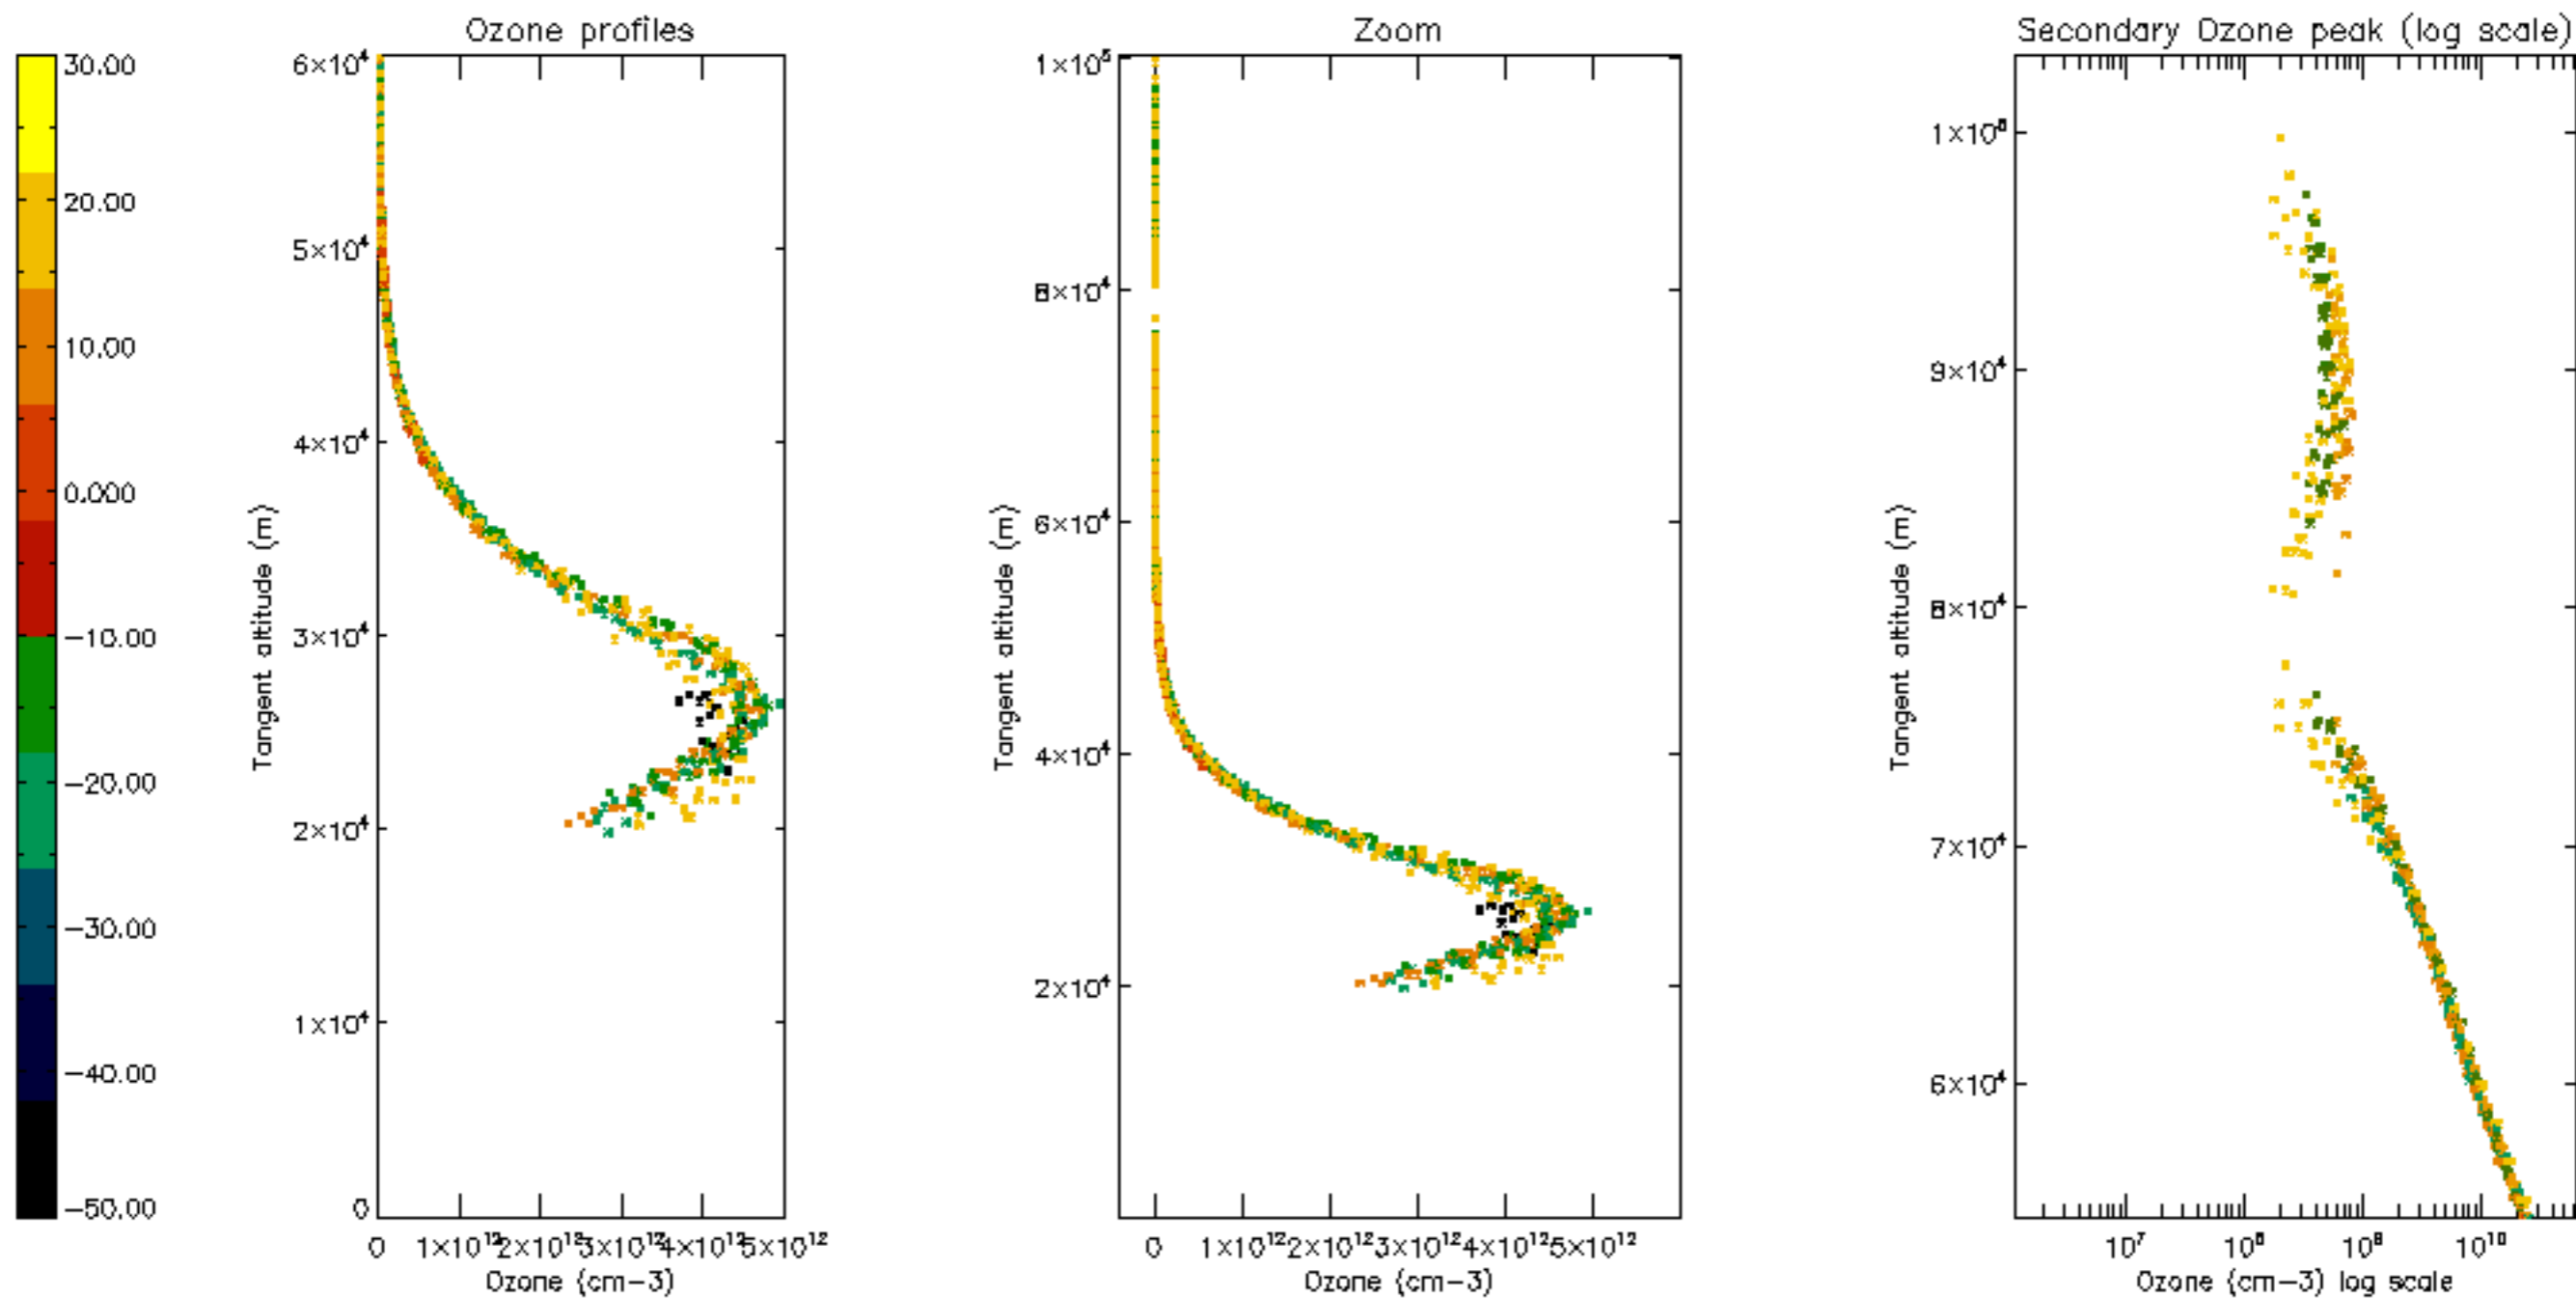 Ozone profiles
Zoom
Secondary Ozone peak (log scale)
30.00
20.00
10.00
0.000
−10.00
−20.00
−30.00
−40.00
−50.00
6×10⁴
5×10⁴
4×10⁴
3×10⁴
2×10⁴
1×10⁴
0
Tangent altitude (m)
0 1×10¹² 2×10¹² 3×10¹² 4×10¹² 5×10¹²
Ozone (cm−3)
1×10⁵
8×10⁴
6×10⁴
4×10⁴
2×10⁴
Tangent altitude (m)
0 1×10¹² 2×10¹² 3×10¹² 4×10¹² 5×10¹²
Ozone (cm−3)
1×10⁵
9×10⁴
8×10⁴
7×10⁴
6×10⁴
Tangent altitude (m)
10⁷ 10⁸ 10⁹ 10¹⁰
Ozone (cm−3) log scale